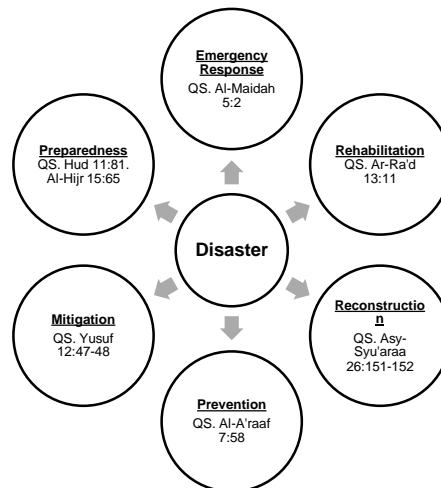 Emergency
Response
QS. Al-Maidah
5:2
Preparedness
QS. Hud 11:81.
Al-Hijr 15:65
Rehabilitation
QS. Ar-Ra'd
13:11
Disaster
Mitigation
QS. Yusuf
12:47-48
Reconstructio
n
QS. Asy-
Syu'araa
26:151-152
Prevention
QS. Al-A'raaf
7:58